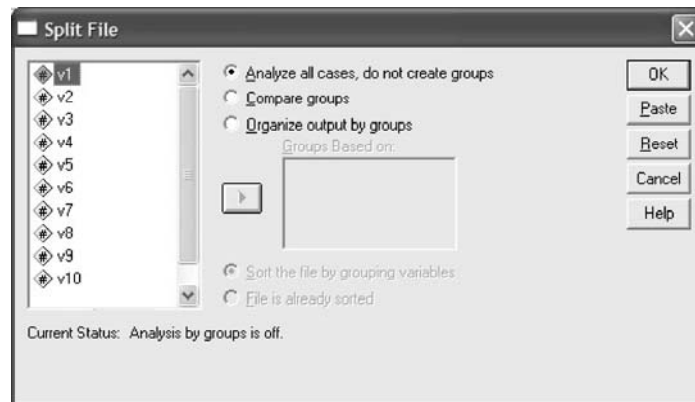 Split File
v1
v2
v3
v4
v5
v6
v7
v8
v9
v10
Analyze all cases, do not create groups
Compare groups
Organize output by groups
Groups Based on:
Sort the file by grouping variables
File is already sorted
OK
Paste
Reset
Cancel
Help
Current Status: Analysis by groups is off.